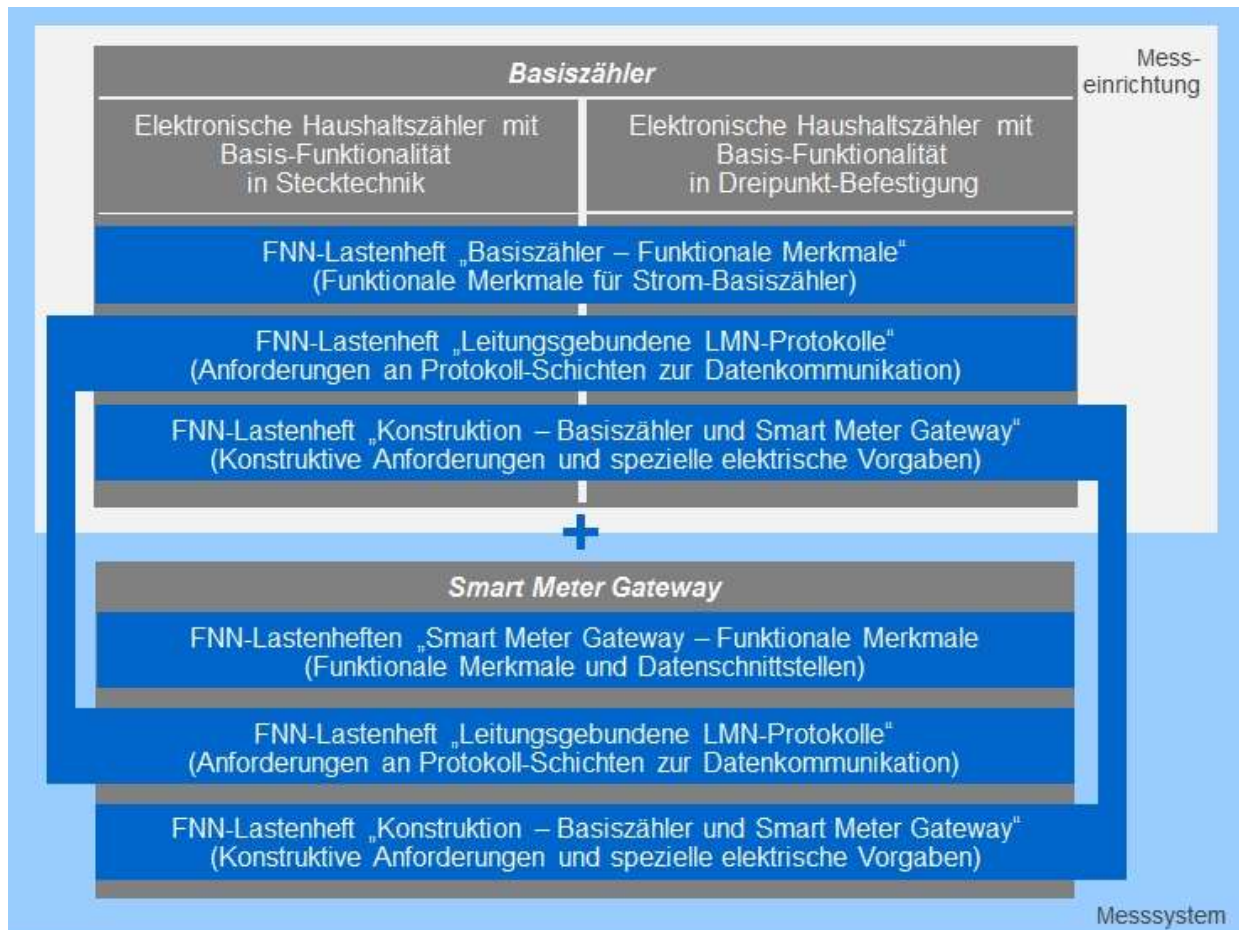 Mess-
einrichtung
Basiszähler
Elektronische Haushaltszähler mit
Basis-Funktionalität
in Stecktechnik
Elektronische Haushaltszähler mit
Basis-Funktionalität
in Dreipunkt-Befestigung
FNN-Lastenheft „Basiszähler – Funktionale Merkmale“
(Funktionale Merkmale für Strom-Basiszähler)
FNN-Lastenheft „Leitungsgebundene LMN-Protokolle“
(Anforderungen an Protokoll-Schichten zur Datenkommunikation)
FNN-Lastenheft „Konstruktion – Basiszähler und Smart Meter Gateway“
(Konstruktive Anforderungen und spezielle elektrische Vorgaben)
+
Smart Meter Gateway
FNN-Lastenheften „Smart Meter Gateway – Funktionale Merkmale
(Funktionale Merkmale und Datenschnittstellen)
FNN-Lastenheft „Leitungsgebundene LMN-Protokolle“
(Anforderungen an Protokoll-Schichten zur Datenkommunikation)
FNN-Lastenheft „Konstruktion – Basiszähler und Smart Meter Gateway“
(Konstruktive Anforderungen und spezielle elektrische Vorgaben)
Messsystem